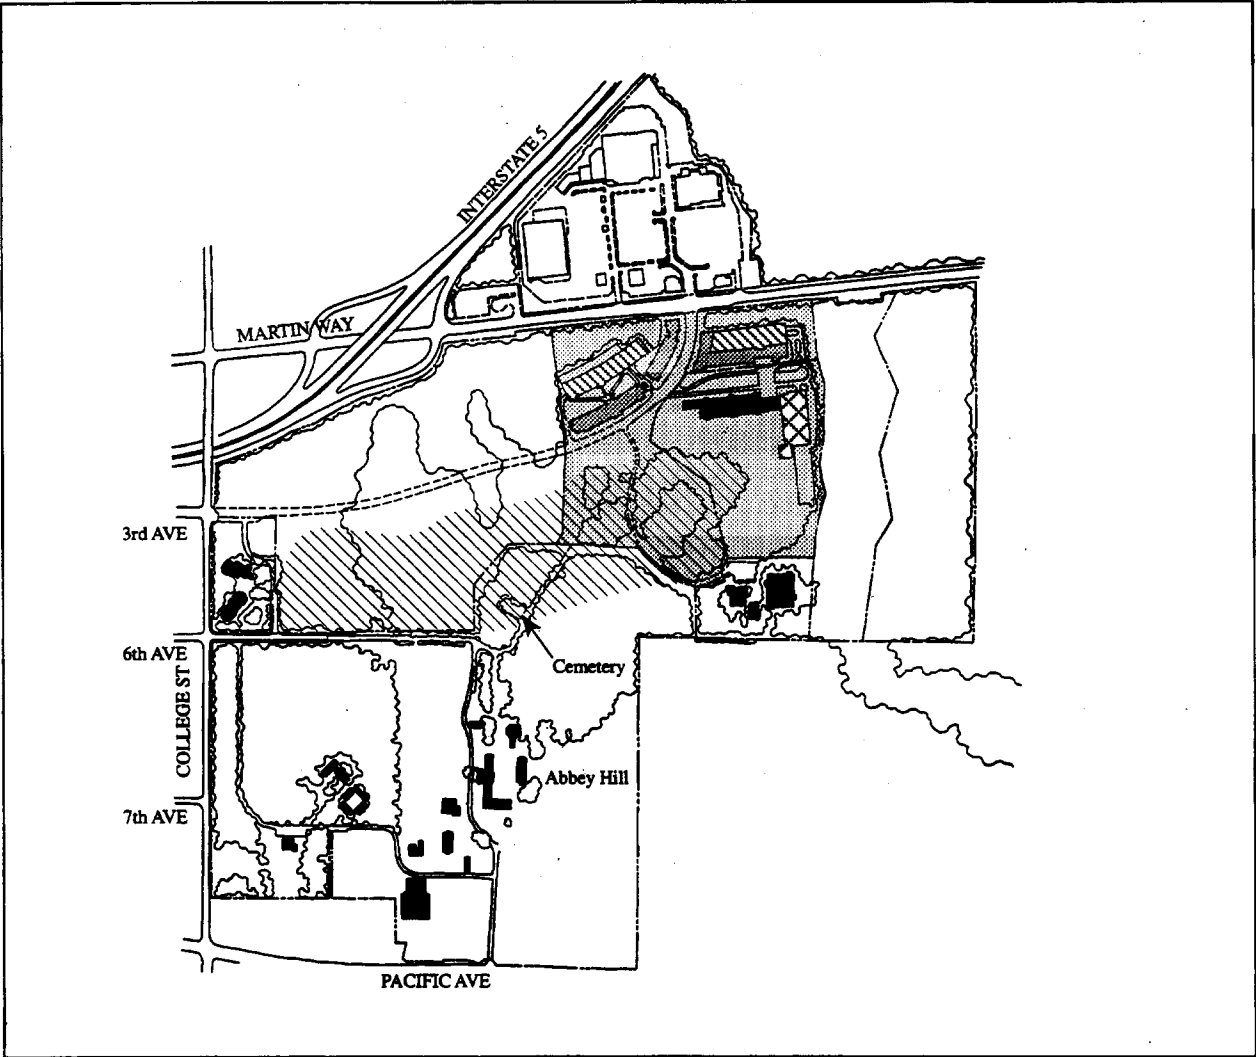 INTERSTATE 5
MARTIN WAY
3rd AVE
6th AVE
Cemetery
COLLEGE ST
Abbey Hill
7th AVE
PACIFIC AVE